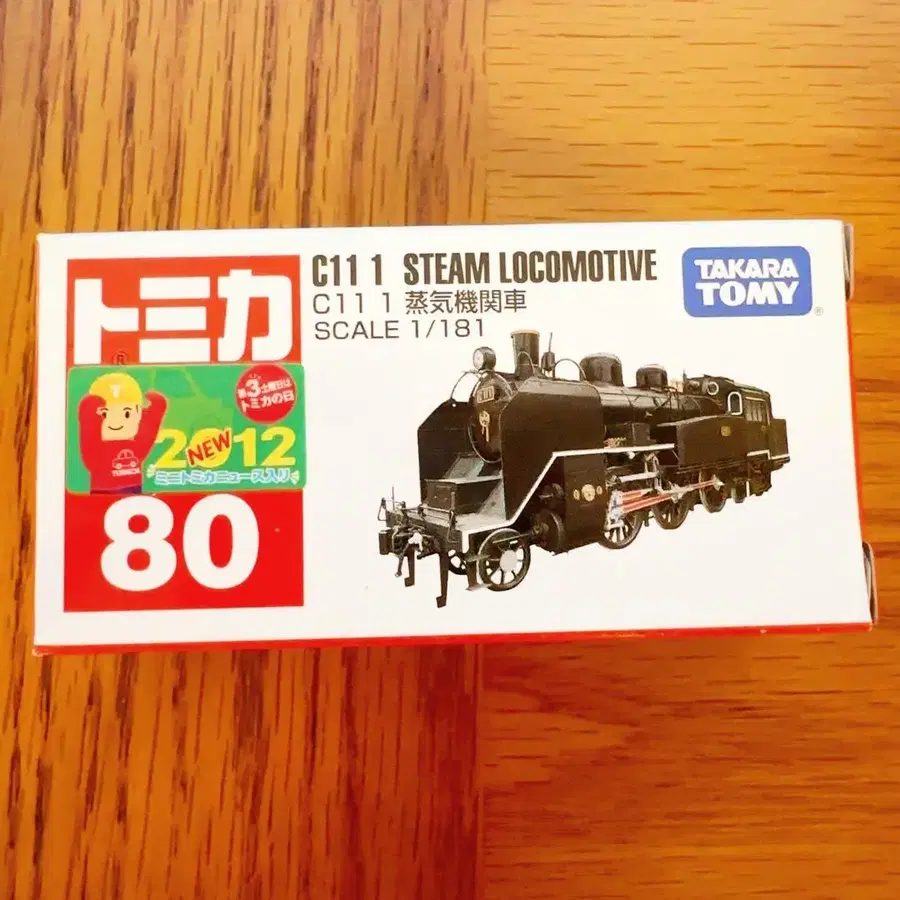 トミカ
®
第3土曜日は
トミカの日
2012
NEW
ミニトミカニュース入り
80
C11 1 STEAM LOCOMOTIVE
C11 1 蒸気機関車
SCALE 1/181
TAKARA
TOMY
®